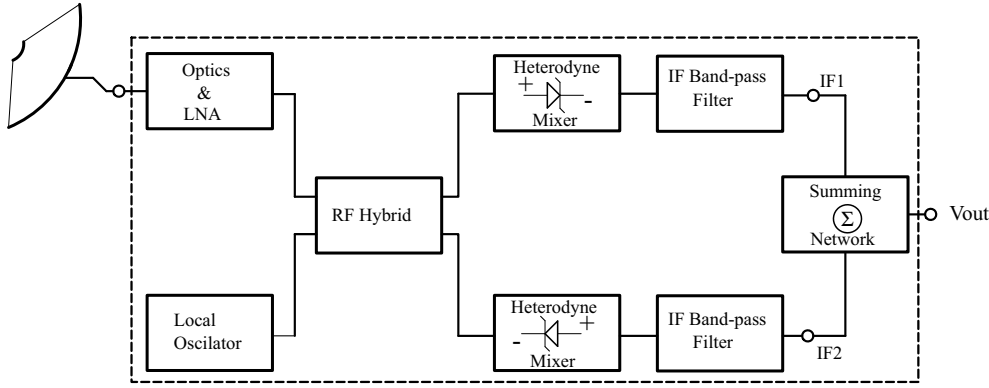 Optics
&
LNA
Heterodyne
+ -
Mixer
IF Band-pass
Filter
IF1
RF Hybrid
Summing
Σ
Network
Vout
Local
Oscilator
Heterodyne
- +
Mixer
IF Band-pass
Filter
IF2